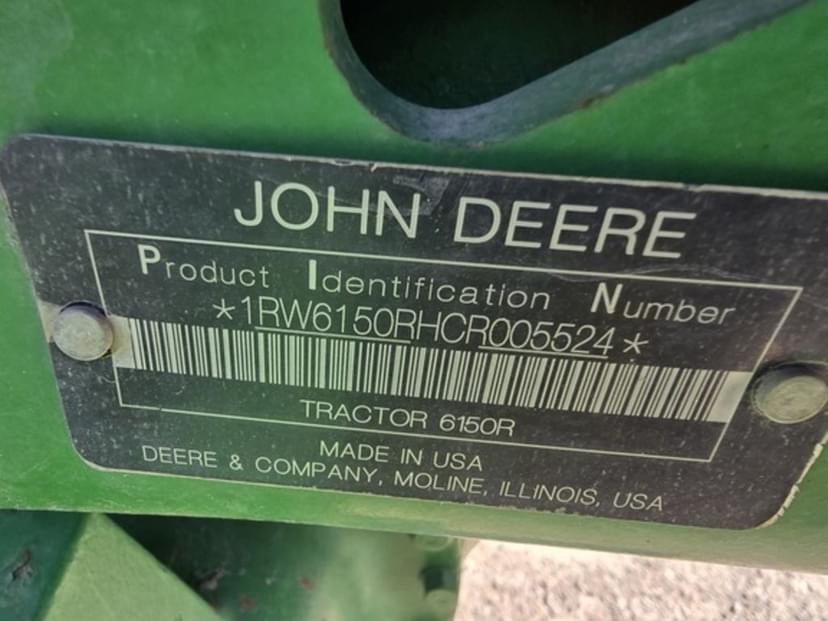 JOHN DEERE
Product Identification Number
*1RW6150RHCR005524*
TRACTOR 6150R
MADE IN USA
DEERE & COMPANY, MOLINE, ILLINOIS, USA